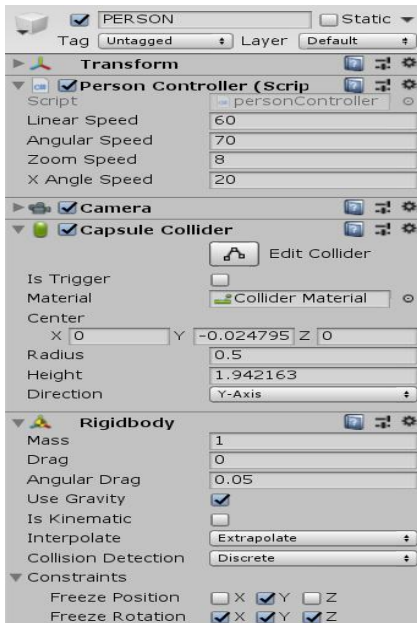 PERSON Static
Tag Untagged Layer Default
Transform
Person Controller (Scrip
Script personController
Linear Speed 60
Angular Speed 70
Zoom Speed 8
X Angle Speed 20
Camera
Capsule Collider
Edit Collider
Is Trigger
Material Collider Material
Center
X 0 Y -0.024795 Z 0
Radius 0.5
Height 1.942163
Direction Y-Axis
Rigidbody
Mass 1
Drag 0
Angular Drag 0.05
Use Gravity
Is Kinematic
Interpolate Extrapolate
Collision Detection Discrete
Constraints
Freeze Position X Y Z
Freeze Rotation X Y Z